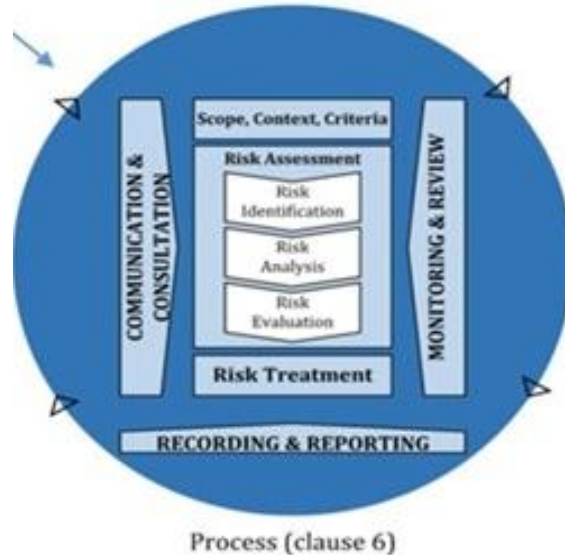 Scope, Context, Criteria
Risk Assessment
Risk
Identification
Risk
Analysis
Risk
Evaluation
Risk Treatment
COMMUNICATION &
CONSULTATION
MONITORING & REVIEW
RECORDING & REPORTING
Process (clause 6)